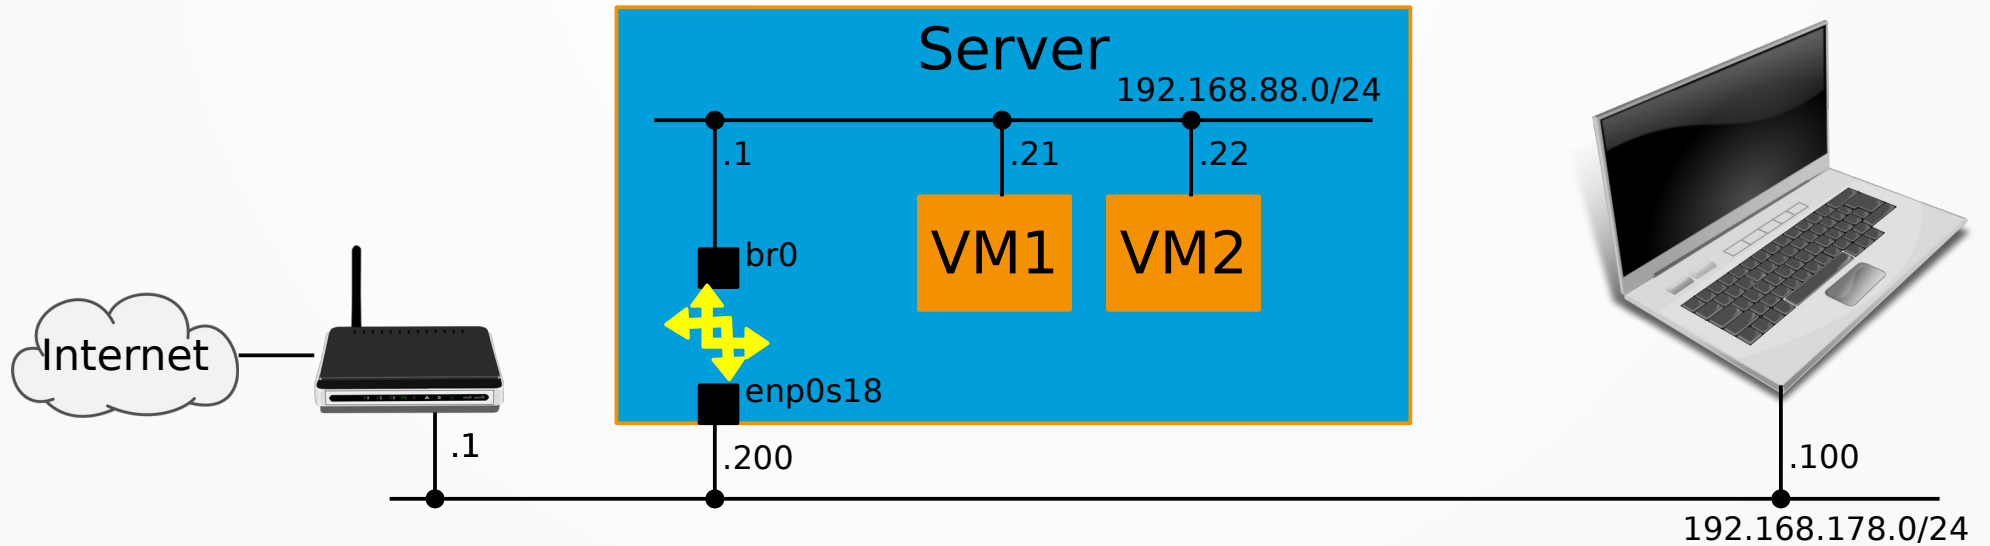 Server
192.168.88.0/24
.1
.21
.22
br0
VM1
VM2
Internet
enp0s18
.1
.200
.100
192.168.178.0/24